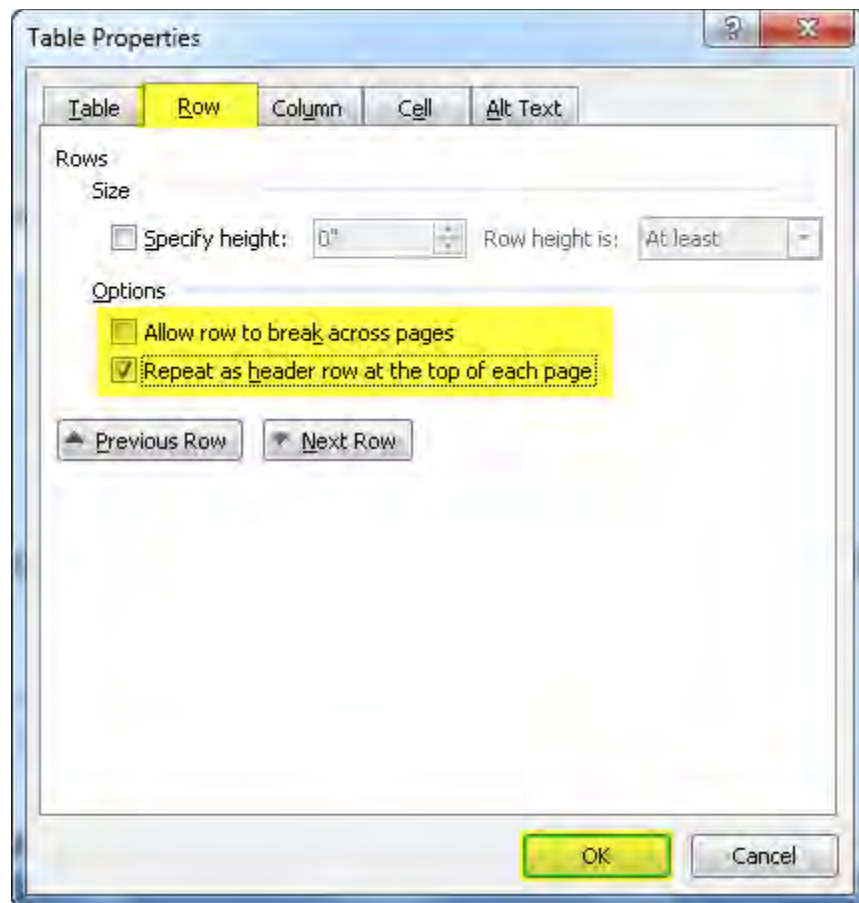 Table Properties
Table Row Column Cell Alt Text
Rows
Size
Specify height: 0" Row height is: At least
Options
Allow row to break across pages
Repeat as header row at the top of each page
Previous Row Next Row
OK Cancel